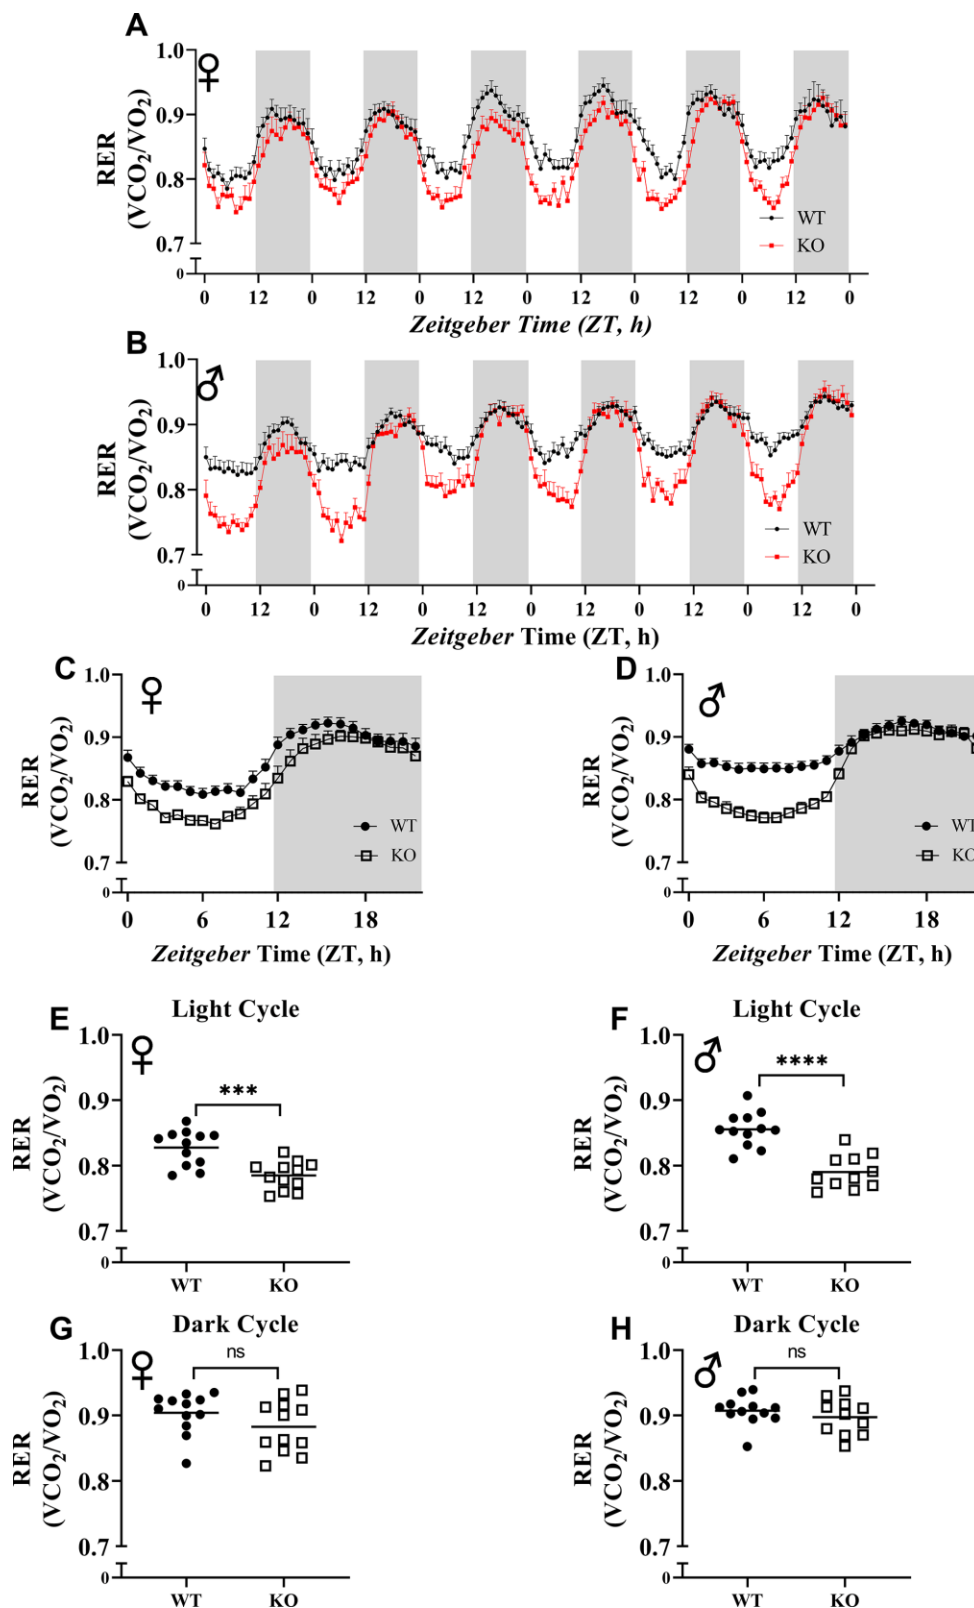 A
♀
1.0
0.9
0.8
0.7
0
RER
(VCO₂/VO₂)
WT
KO
0 12 0 12 0 12 0 12 0 12 0 12 0
Zeitgeber Time (ZT, h)
B
♂
1.0
0.9
0.8
0.7
0
RER
(VCO₂/VO₂)
WT
KO
0 12 0 12 0 12 0 12 0 12 0 12 0
Zeitgeber Time (ZT, h)
C
♀
1.0
0.9
0.8
0.7
0
RER
(VCO₂/VO₂)
WT
KO
0 6 12 18
Zeitgeber Time (ZT, h)
D
♂
1.0
0.9
0.8
0.7
0
RER
(VCO₂/VO₂)
WT
KO
0 6 12 18
Zeitgeber Time (ZT, h)
E
Light Cycle
♀
1.0
0.9
0.8
0.7
0
RER
(VCO₂/VO₂)
***
WT KO
F
Light Cycle
♂
1.0
0.9
0.8
0.7
0
RER
(VCO₂/VO₂)
****
WT KO
G
Dark Cycle
♀
1.0
0.9
0.8
0.7
0
RER
(VCO₂/VO₂)
ns
WT KO
H
Dark Cycle
♂
1.0
0.9
0.8
0.7
0
RER
(VCO₂/VO₂)
ns
WT KO